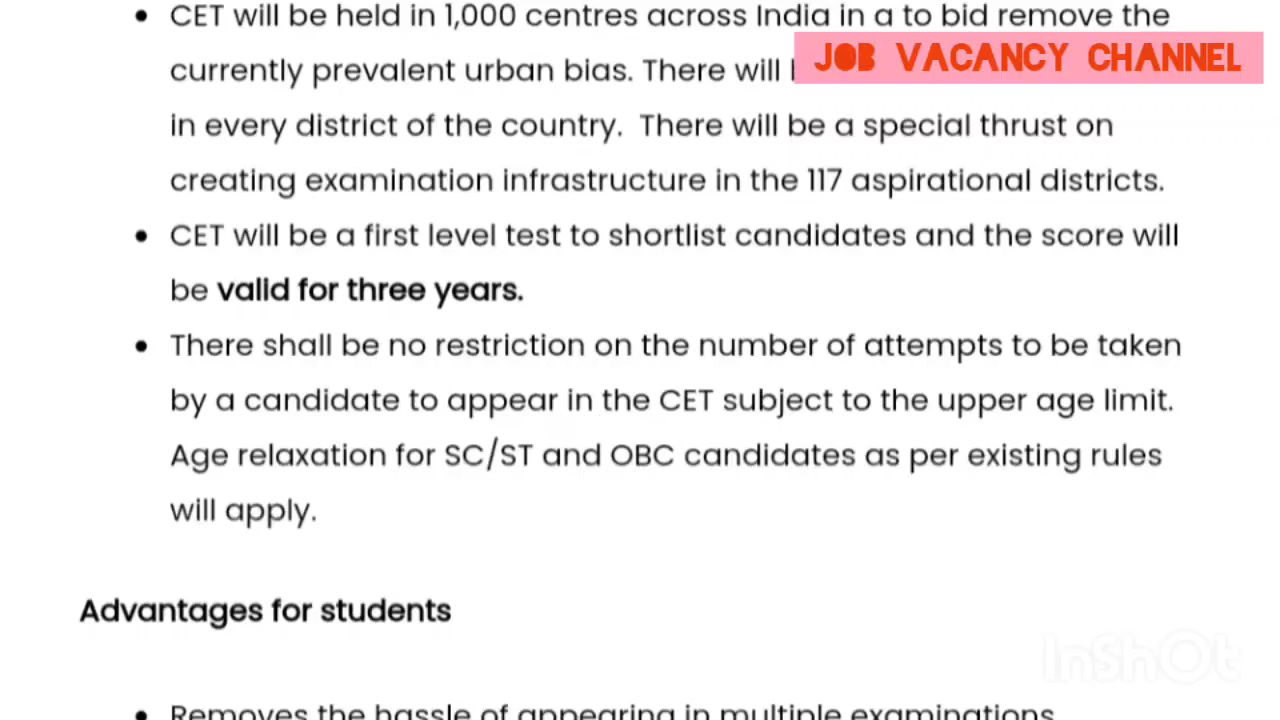 CET will be held in 1,000 centres across India in a to bid remove the
JOB VACANCY CHANNEL
currently prevalent urban bias. There will
in every district of the country. There will be a special thrust on
creating examination infrastructure in the 117 aspirational districts.
CET will be a first level test to shortlist candidates and the score will
be valid for three years.
There shall be no restriction on the number of attempts to be taken
by a candidate to appear in the CET subject to the upper age limit.
Age relaxation for SC/ST and OBC candidates as per existing rules
will apply.
Advantages for students
InShOt
Removes the hassle of appearing in multiple examinations